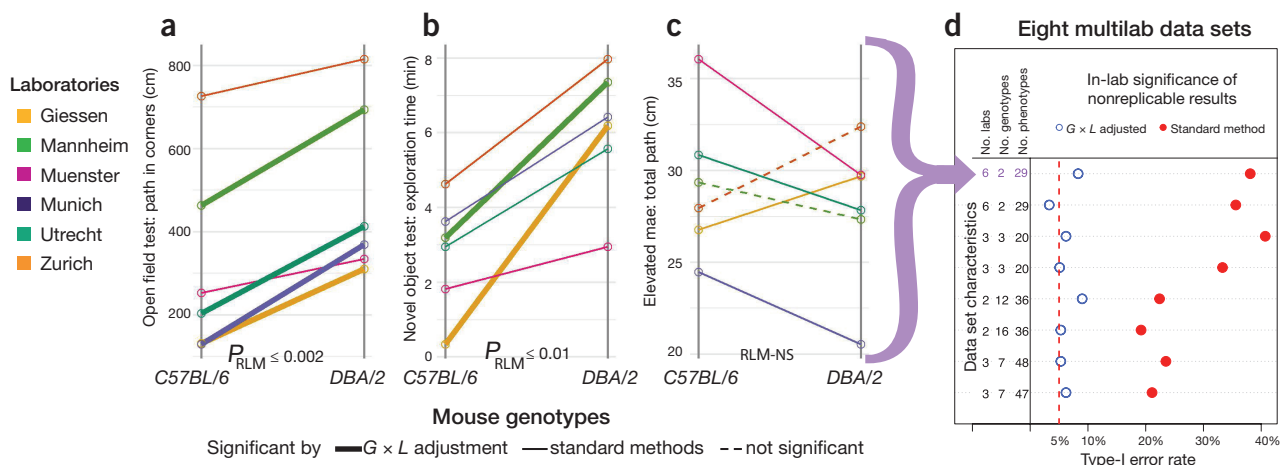 a
b
c
d
Eight multilab data sets
Laboratories
Giessen
Mannheim
Muenster
Munich
Utrecht
Zurich
Open field test: path in corners (cm)
800
600
400
200
P RLM ≤ 0.002
C57BL/6 DBA/2
Novel object test: exploration time (min)
8
6
4
2
0
P RLM ≤ 0.01
C57BL/6 DBA/2
Elevated mae: total path (cm)
35
30
25
20
RLM-NS
C57BL/6 DBA/2
Mouse genotypes
Significant by G × L adjustment standard methods not significant
No. labs
No. genotypes
No. phenotypes
In-lab significance of
nonreplicable results
G × L adjusted Standard method
Data set characteristics
6 2 29
6 2 29
3 3 20
3 3 20
2 12 36
2 16 36
3 7 48
3 7 47
5% 10% 20% 30% 40%
Type-I error rate